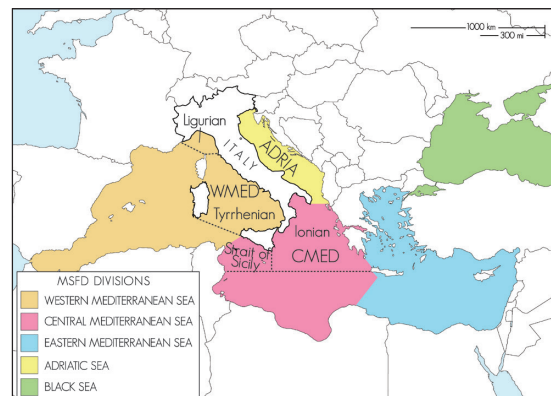 1000 km
300 mi
Ligurian
ITALY
ADRIA
WMED
Tyrrhenian
Ionian
Strait of
Sicily
CMED
MSFD DIVISIONS
WESTERN MEDITERRANEAN SEA
CENTRAL MEDITERRANEAN SEA
EASTERN MEDITERRANEAN SEA
ADRIATIC SEA
BLACK SEA